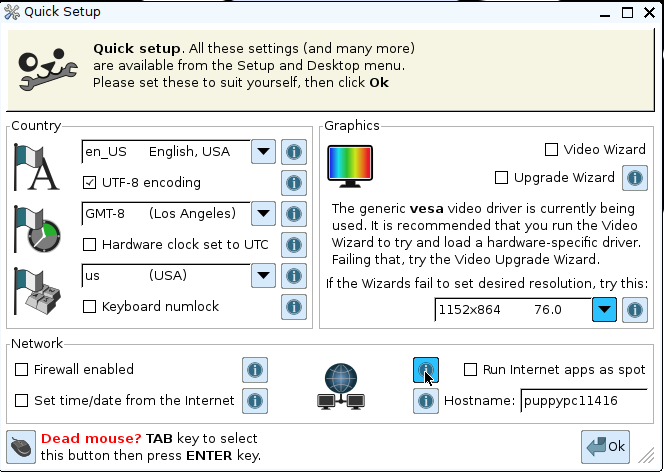 Quick Setup
Quick setup. All these settings (and many more)
are available from the Setup and Desktop menu.
Please set these to suit yourself, then click Ok
Country
en_US English, USA
UTF-8 encoding
GMT-8 (Los Angeles)
Hardware clock set to UTC
us (USA)
Keyboard numlock
Graphics
Video Wizard
Upgrade Wizard
The generic vesa video driver is currently being
used. It is recommended that you run the Video
Wizard to try and load a hardware-specific driver.
Failing that, try the Video Upgrade Wizard.
If the Wizards fail to set desired resolution, try this:
1152x864 76.0
Network
Firewall enabled
Run Internet apps as spot
Set time/date from the Internet
Hostname: puppypc11416
Dead mouse? TAB key to select
this button then press ENTER key.
Ok